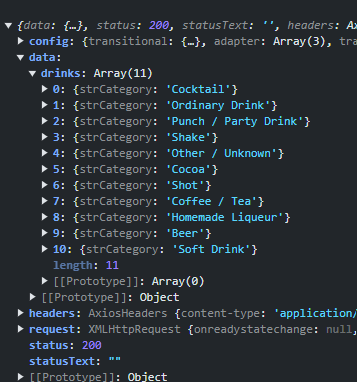 ▼ {data: {…}, status: 200, statusText: '', headers: Ax
▶ config: {transitional: {…}, adapter: Array(3), tra
▼ data:
▼ drinks: Array(11)
▶ 0: {strCategory: 'Cocktail'}
▶ 1: {strCategory: 'Ordinary Drink'}
▶ 2: {strCategory: 'Punch / Party Drink'}
▶ 3: {strCategory: 'Shake'}
▶ 4: {strCategory: 'Other / Unknown'}
▶ 5: {strCategory: 'Cocoa'}
▶ 6: {strCategory: 'Shot'}
▶ 7: {strCategory: 'Coffee / Tea'}
▶ 8: {strCategory: 'Homemade Liqueur'}
▶ 9: {strCategory: 'Beer'}
▶ 10: {strCategory: 'Soft Drink'}
length: 11
▶ [[Prototype]]: Array(0)
▶ [[Prototype]]: Object
▶ headers: AxiosHeaders {content-type: 'application/
▶ request: XMLHttpRequest {onreadystatechange: null,
status: 200
statusText: ""
▶ [[Prototype]]: Object